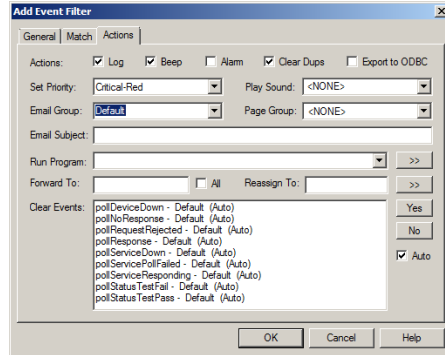 Add Event Filter
General Match Actions
Actions: Log Beep Alarm Clear Dups Export to ODBC
Set Priority: Critical-Red Play Sound: <NONE>
Email Group: Default Page Group: <NONE>
Email Subject:
Run Program: >>
Forward To: All Reassign To: >>
Clear Events: pollDeviceDown - Default (Auto) Yes
pollNoResponse - Default (Auto)
pollRequestRejected - Default (Auto) No
pollResponse - Default (Auto)
pollServiceDown - Default (Auto) Auto
pollServicePollFailed - Default (Auto)
pollServiceResponding - Default (Auto)
pollStatusTestFail - Default (Auto)
pollStatusTestPass - Default (Auto)
OK Cancel Help